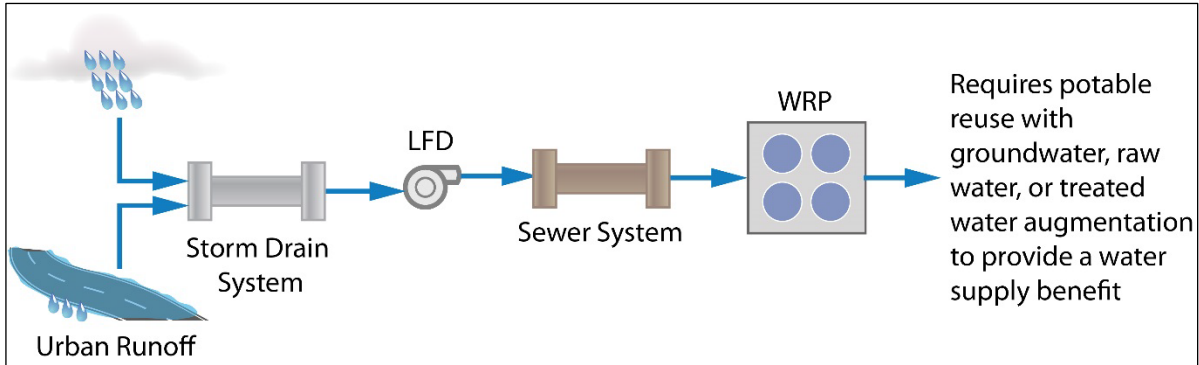 Urban Runoff
Storm Drain
System
LFD
Sewer System
WRP
Requires potable
reuse with
groundwater, raw
water, or treated
water augmentation
to provide a water
supply benefit